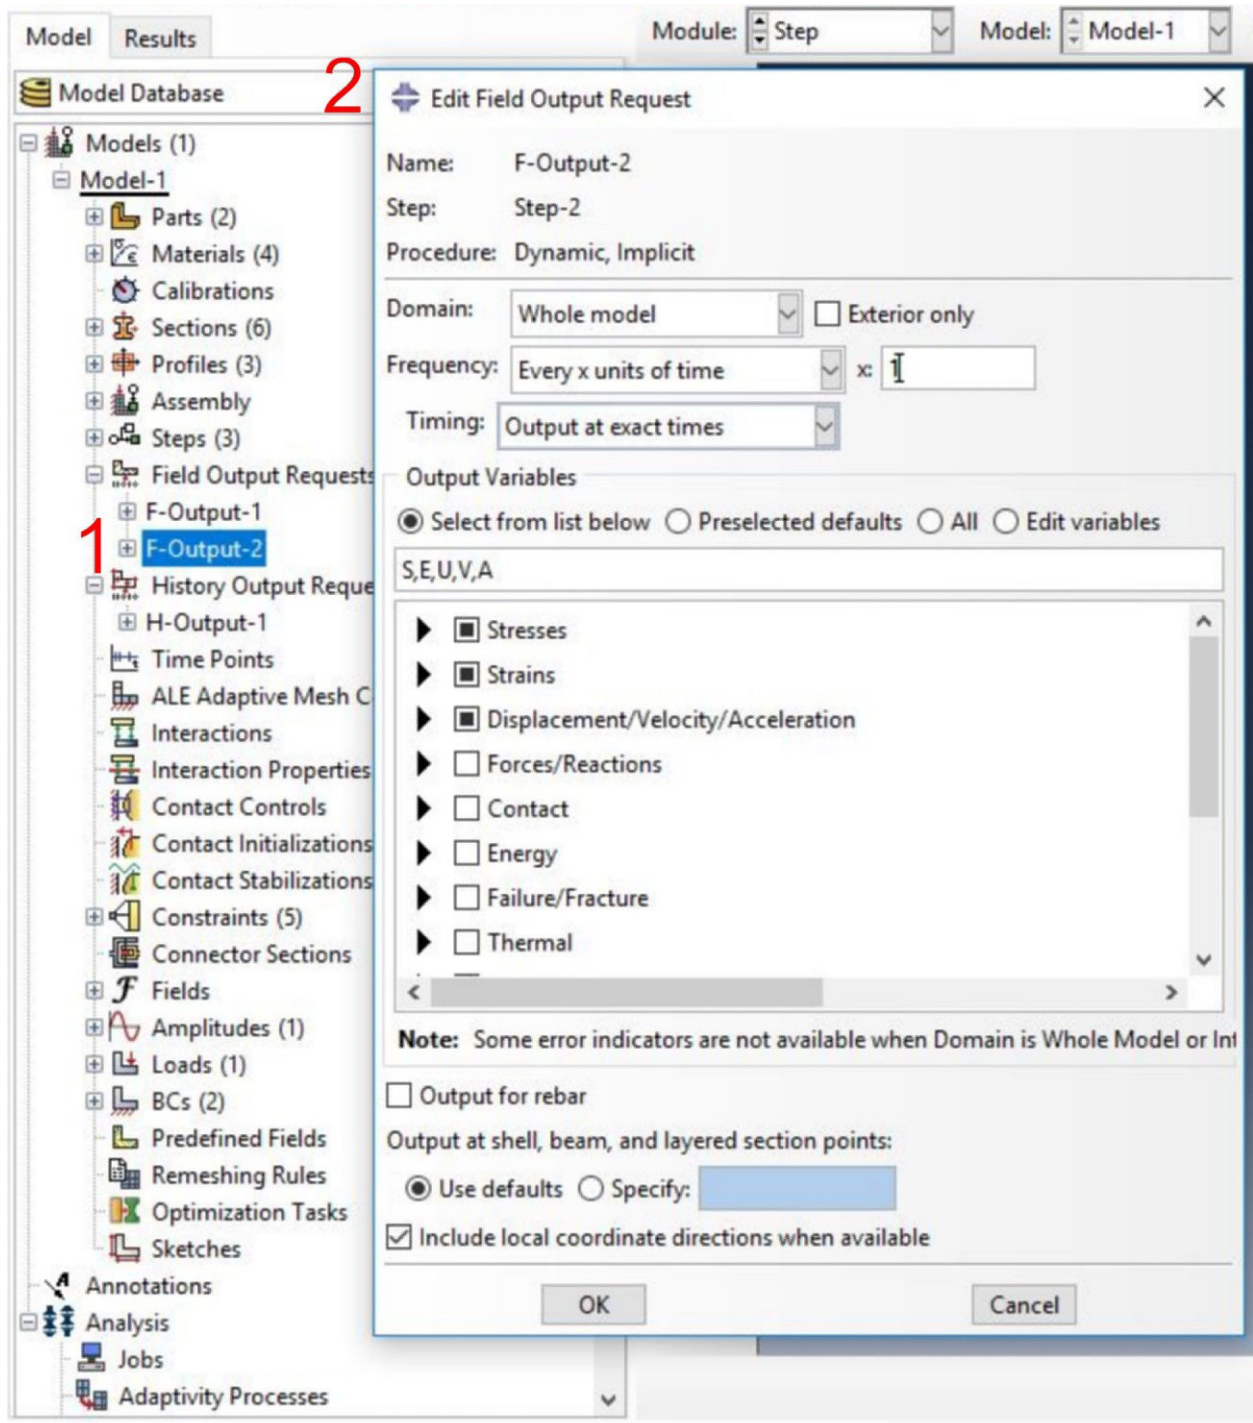 Model Results
Module: Step Model: Model-1
Model Database
2
Models (1)
Model-1
Parts (2)
Materials (4)
Calibrations
Sections (6)
Profiles (3)
Assembly
Steps (3)
Field Output Requests
F-Output-1
1
F-Output-2
History Output Reque
H-Output-1
Time Points
ALE Adaptive Mesh C
Interactions
Interaction Properties
Contact Controls
Contact Initializations
Contact Stabilizations
Constraints (5)
Connector Sections
Fields
Amplitudes (1)
Loads (1)
BCs (2)
Predefined Fields
Remeshing Rules
Optimization Tasks
Sketches
Annotations
Analysis
Jobs
Adaptivity Processes
Edit Field Output Request
Name: F-Output-2
Step: Step-2
Procedure: Dynamic, Implicit
Domain: Whole model Exterior only
Frequency: Every x units of time x: 1
Timing: Output at exact times
Output Variables
Select from list below Preselected defaults All Edit variables
S,E,U,V,A
Stresses
Strains
Displacement/Velocity/Acceleration
Forces/Reactions
Contact
Energy
Failure/Fracture
Thermal
Note: Some error indicators are not available when Domain is Whole Model or Int
Output for rebar
Output at shell, beam, and layered section points:
Use defaults Specify:
Include local coordinate directions when available
OK Cancel